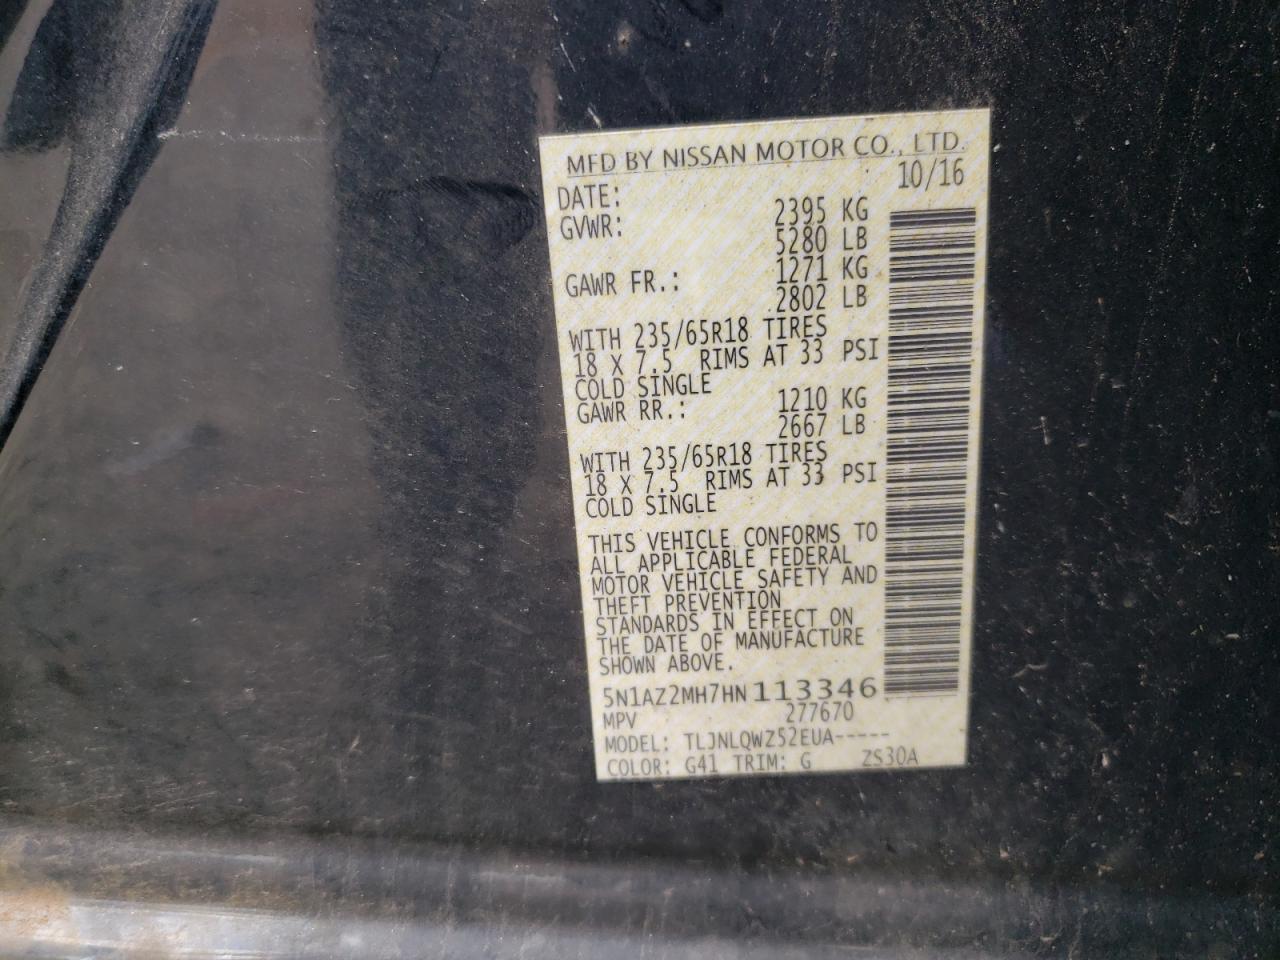 MFD BY NISSAN MOTOR CO., LTD.
DATE: 10/16
GVWR: 2395 KG
5280 LB
GAWR FR.: 1271 KG
2802 LB
WITH 235/65R18 TIRES
18 X 7.5 RIMS AT 33 PSI
COLD SINGLE
GAWR RR.: 1210 KG
2667 LB
WITH 235/65R18 TIRES
18 X 7.5 RIMS AT 33 PSI
COLD SINGLE
THIS VEHICLE CONFORMS TO
ALL APPLICABLE FEDERAL
MOTOR VEHICLE SAFETY AND
THEFT PREVENTION
STANDARDS IN EFFECT ON
THE DATE OF MANUFACTURE
SHOWN ABOVE.
5N1AZ2MH7HN113346
MPV 277670
MODEL: TLJNLQWZ52EUA-----
COLOR: G41 TRIM: G ZS30A